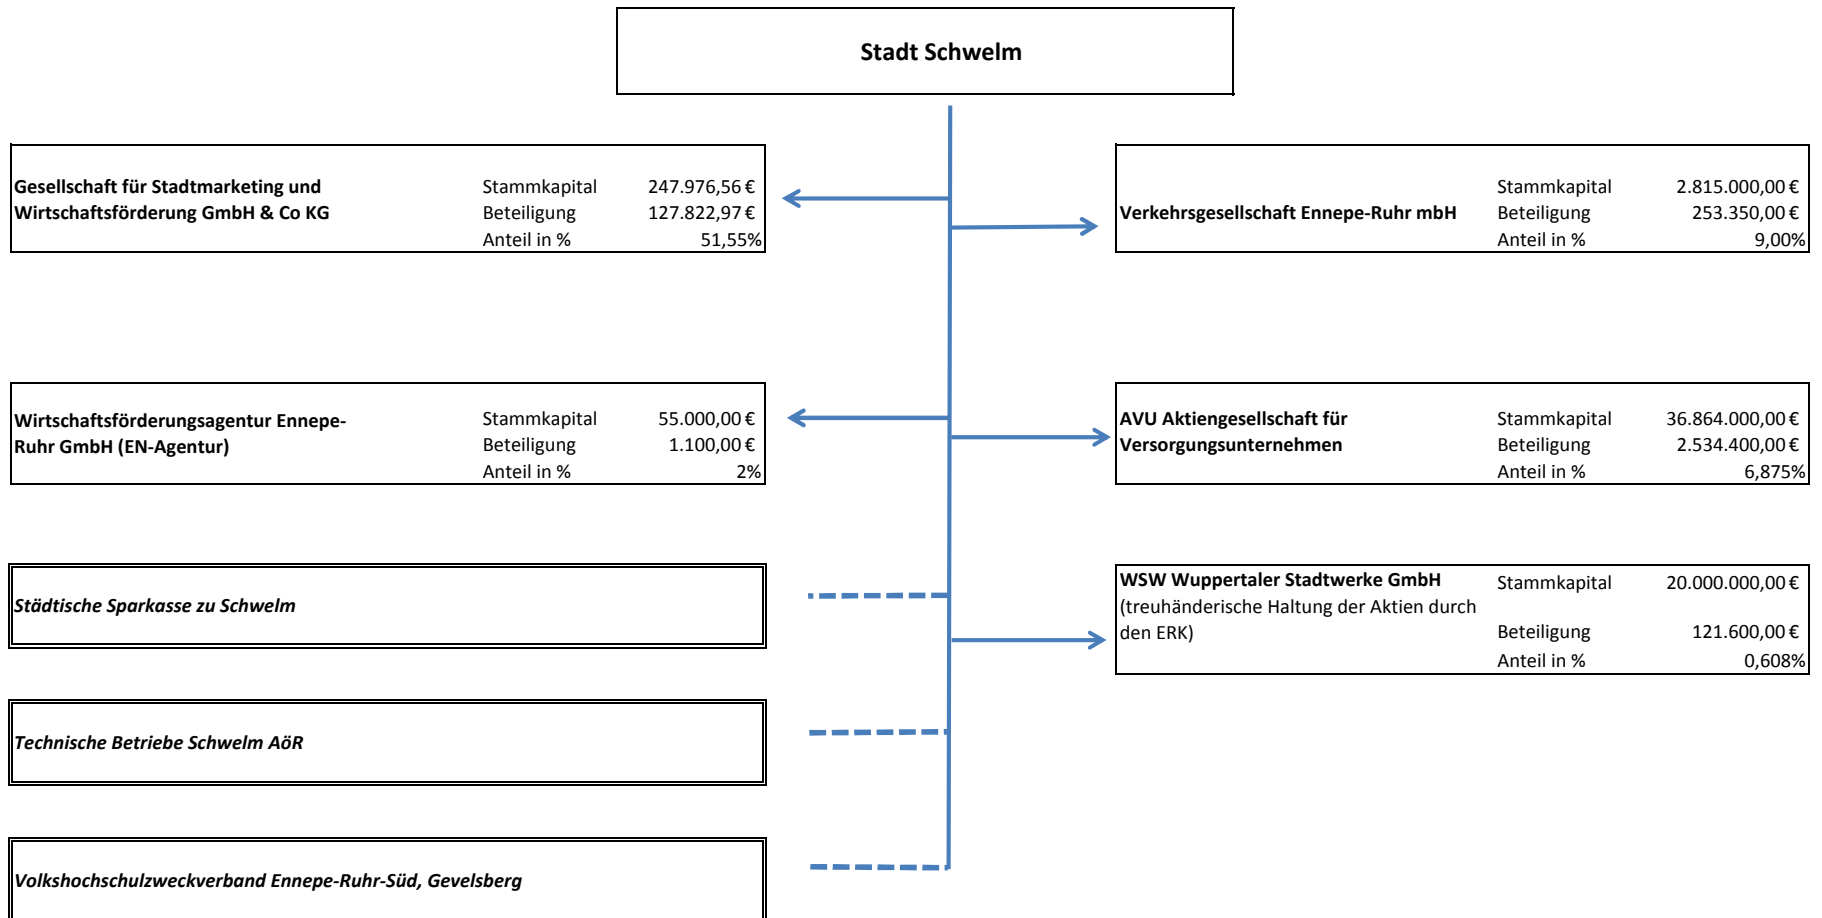 Stadt Schwelm
Gesellschaft für Stadtmarketing und
Wirtschaftsförderung GmbH & Co KG
Stammkapital 247.976,56 €
Beteiligung 127.822,97 €
Anteil in % 51,55%
Verkehrsgesellschaft Ennepe-Ruhr mbH
Stammkapital 2.815.000,00 €
Beteiligung 253.350,00 €
Anteil in % 9,00%
Wirtschaftsförderungsagentur Ennepe-
Ruhr GmbH (EN-Agentur)
Stammkapital 55.000,00 €
Beteiligung 1.100,00 €
Anteil in % 2%
AVU Aktiengesellschaft für
Versorgungsunternehmen
Stammkapital 36.864.000,00 €
Beteiligung 2.534.400,00 €
Anteil in % 6,875%
Städtische Sparkasse zu Schwelm
WSW Wuppertaler Stadtwerke GmbH
(treuhänderische Haltung der Aktien durch
den ERK)
Stammkapital 20.000.000,00 €
Beteiligung 121.600,00 €
Anteil in % 0,608%
Technische Betriebe Schwelm AöR
Volkshochschulzweckverband Ennepe-Ruhr-Süd, Gevelsberg